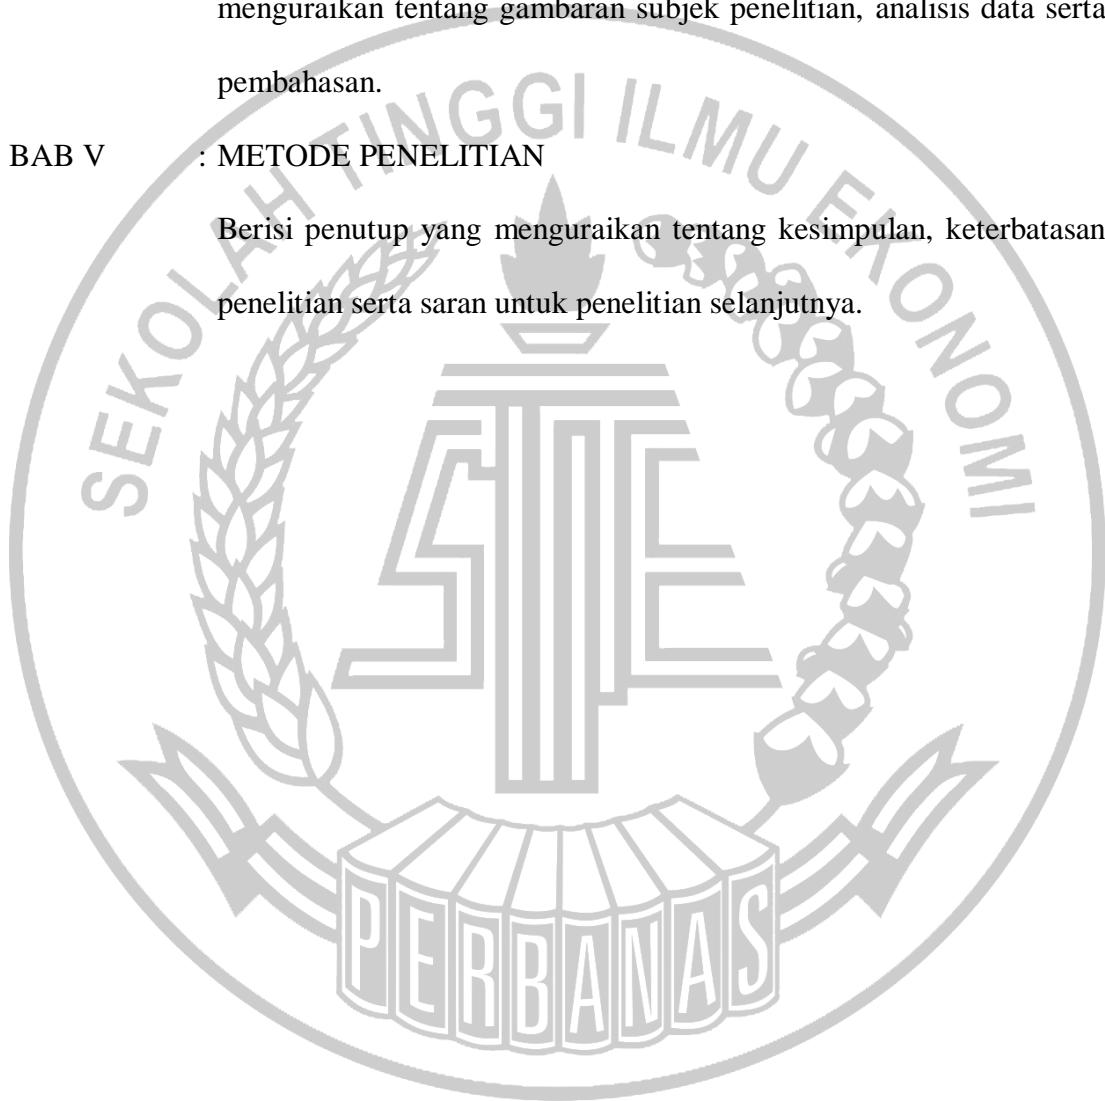 menguraikan tentang gambaran subjek penelitian, analisis data serta
pembahasan.
BAB V : METODE PENELITIAN
Berisi penutup yang menguraikan tentang kesimpulan, keterbatasan
penelitian serta saran untuk penelitian selanjutnya.
SEKOLAH TINGGI ILMU EKONOMI
STIE
PERBANAS